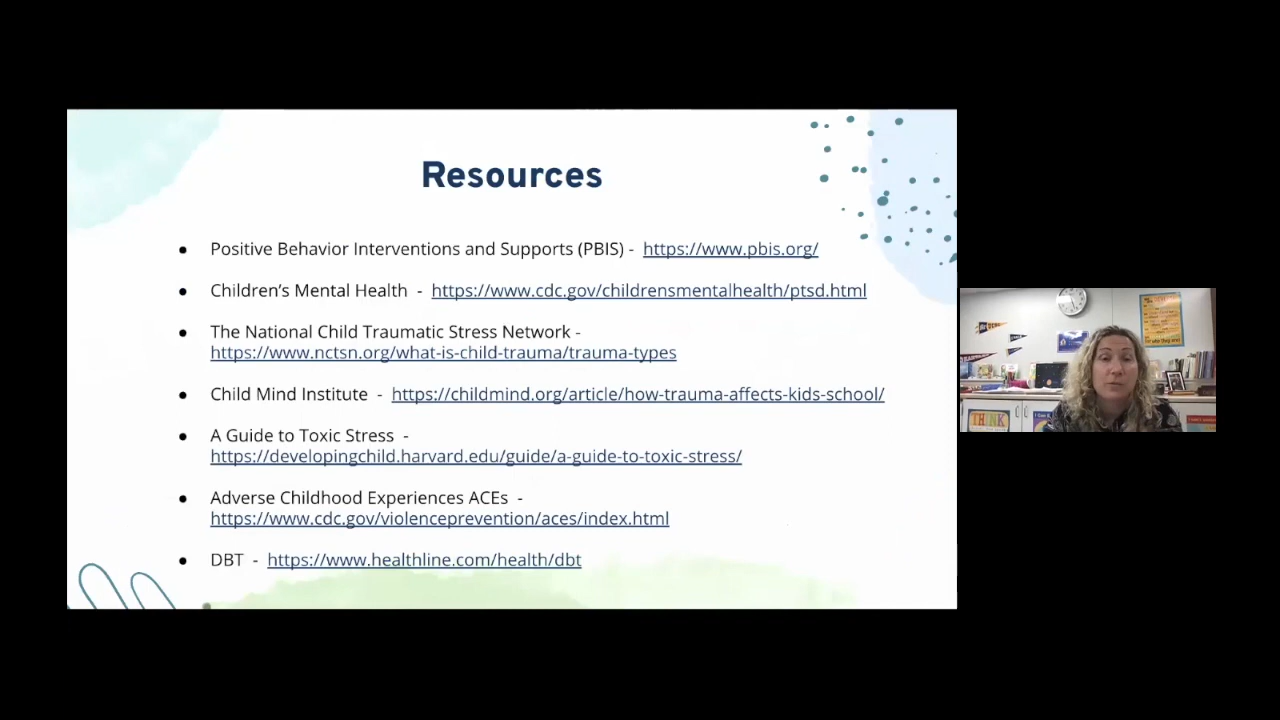 Resources
● Positive Behavior Interventions and Supports (PBIS) - https://www.pbis.org/
● Children’s Mental Health - https://www.cdc.gov/childrensmentalhealth/ptsd.html
● The National Child Traumatic Stress Network -
https://www.nctsn.org/what-is-child-trauma/trauma-types
● Child Mind Institute - https://childmind.org/article/how-trauma-affects-kids-school/
● A Guide to Toxic Stress -
https://developingchild.harvard.edu/guide/a-guide-to-toxic-stress/
● Adverse Childhood Experiences ACEs -
https://www.cdc.gov/violenceprevention/aces/index.html
● DBT - https://www.healthline.com/health/dbt
THINK